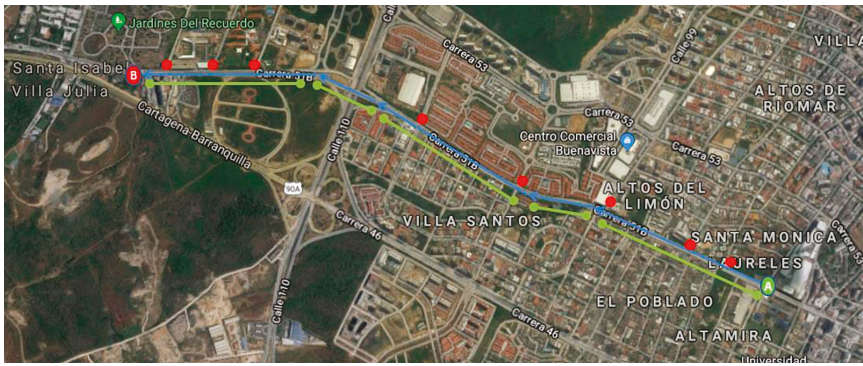 Jardines Del Recuerdo
VILLA
Carrera 53
Calle 99
Santa Isabel
B
Carrera 51B
Villa Julia
ALTOS DE
RIOMAR
Cartagena-Barranquilla
Calle 110
Carrera 53
Centro Comercial
Buenavista
Carrera 53
Carrera 51B
90A
ALTOS DEL
LIMÓN
VILLA SANTOS
Carrera 46
Carrera 51B
SANTA MONICA
Carrera 53
LAURELES
A
Calle 110
EL POBLADO
Carrera 46
ALTAMIRA
Universidad